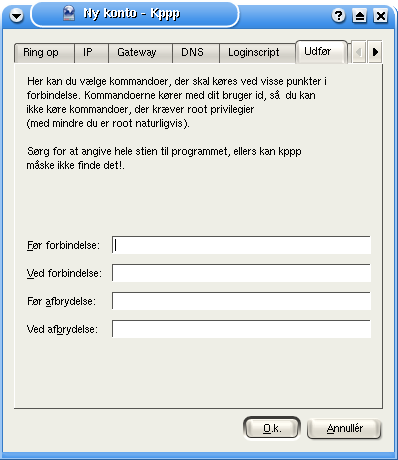 Ny konto - Kppp
?
Ring op IP Gateway DNS Loginscript Udfør
Her kan du vælge kommandoer, der skal køres ved visse punkter i
forbindelse. Kommandoerne kører med dit bruger id, så du kan
ikke køre kommandoer, der kræver root privilegier
(med mindre du er root naturligvis).
Sørg for at angive hele stien til programmet, ellers kan kppp
måske ikke finde det!.
Før forbindelse:
Ved forbindelse:
Før afbrydelse:
Ved afbrydelse:
O.k. Annullér